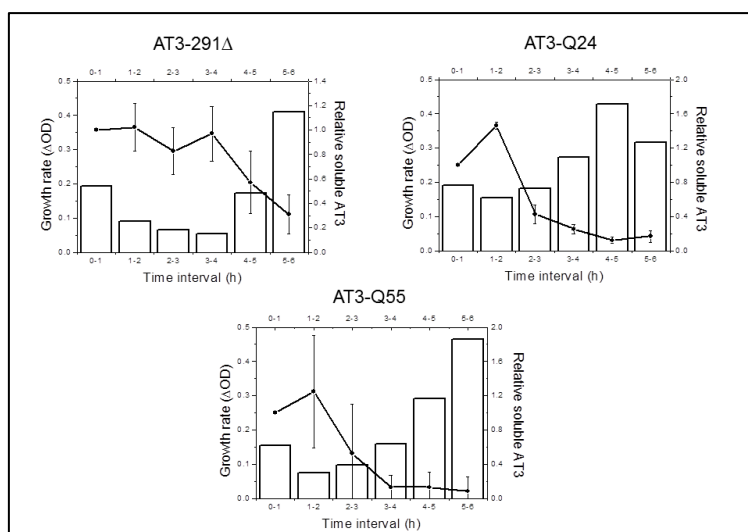 AT3-291Δ
0-1 1-2 2-3 3-4 4-5 5-6
0.5 1.4
0.4 1.2
0.3 1.0
0.2 0.8
0.1 0.6
0.0 0.4
0.2
0.0
Growth rate (ΔOD)
Relative soluble AT3
0-1 1-2 2-3 3-4 4-5 5-6
Time interval (h)
AT3-Q24
0-1 1-2 2-3 3-4 4-5 5-6
0.5 2.0
0.4 1.6
0.3 1.2
0.2 0.8
0.1 0.4
0.0 0.0
Growth rate (ΔOD)
Relative soluble AT3
0-1 1-2 2-3 3-4 4-5 5-6
Time interval (h)
AT3-Q55
0-1 1-2 2-3 3-4 4-5 5-6
0.5 2.0
0.4 1.6
0.3 1.2
0.2 0.8
0.1 0.4
0.0 0.0
Growth rate (ΔOD)
Relative soluble AT3
0-1 1-2 2-3 3-4 4-5 5-6
Time interval (h)